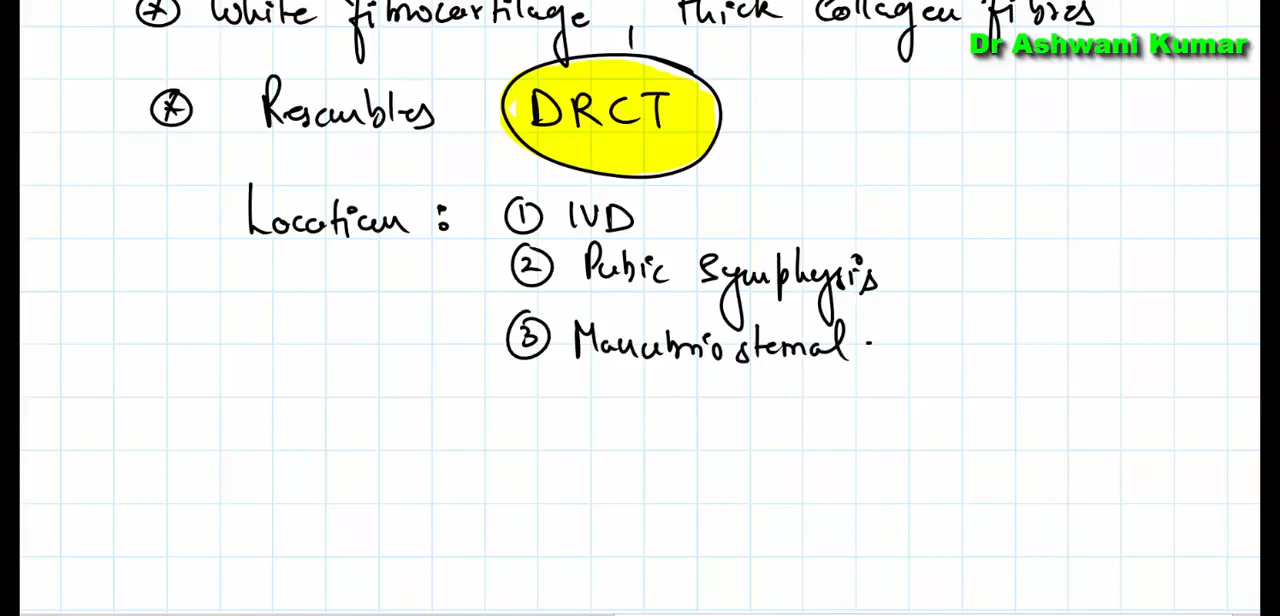 * White fibrocartilage, thick Collagen fibres
Dr Ashwani Kumar
* Resembles DRCT
Location : 1 IVD
2 Pubic Symphysis
3 Manubriosternal -